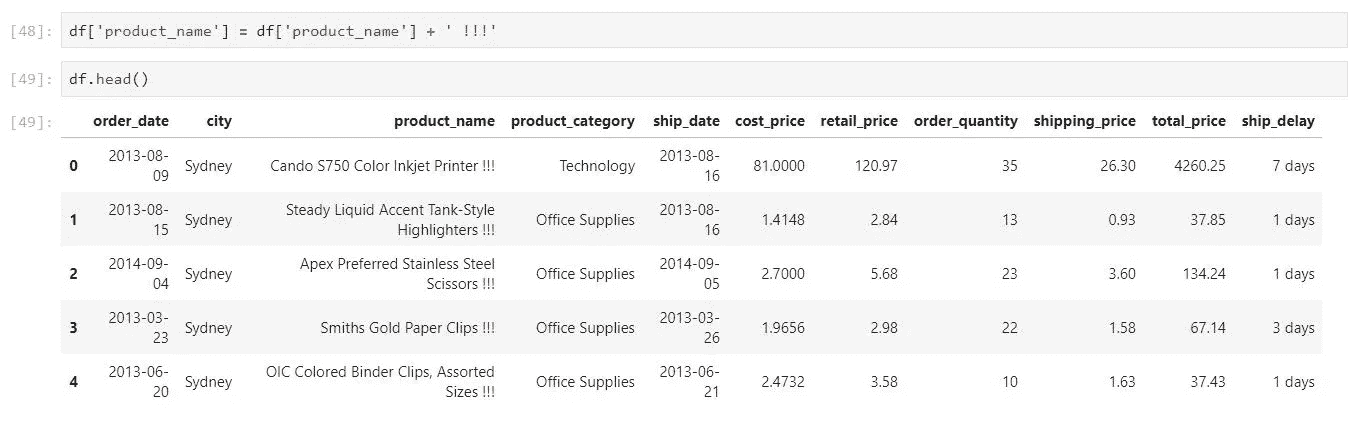 [48]: df['product_name'] = df['product_name'] + ' !!!'
[49]: df.head()
[49]: order_date city product_name product_category ship_date cost_price retail_price order_quantity shipping_price total_price ship_delay
0 2013-08-09 Sydney Cando S750 Color Inkjet Printer !!! Technology 2013-08-16 81.0000 120.97 35 26.30 4260.25 7 days
1 2013-08-15 Sydney Steady Liquid Accent Tank-Style Highlighters !!! Office Supplies 2013-08-16 1.4148 2.84 13 0.93 37.85 1 days
2 2014-09-04 Sydney Apex Preferred Stainless Steel Scissors !!! Office Supplies 2014-09-05 2.7000 5.68 23 3.60 134.24 1 days
3 2013-03-23 Sydney Smiths Gold Paper Clips !!! Office Supplies 2013-03-26 1.9656 2.98 22 1.58 67.14 3 days
4 2013-06-20 Sydney OIC Colored Binder Clips, Assorted Sizes !!! Office Supplies 2013-06-21 2.4732 3.58 10 1.63 37.43 1 days